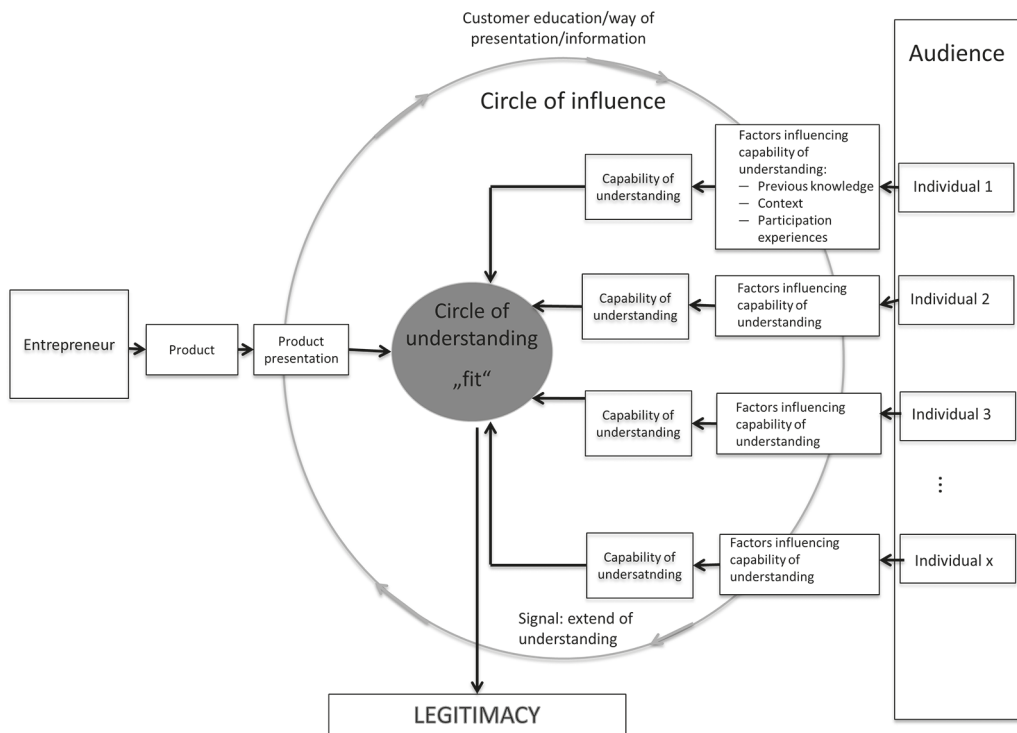 Customer education/way of
presentation/information
Audience
Circle of influence
Factors influencing
capability of
understanding:
— Previous knowledge
— Context
— Participation
experiences
Capability of
understanding
Individual 1
Capability of
understanding
Factors influencing
capability of
understanding
Individual 2
Circle of
understanding
„fit“
Entrepreneur
Product
Product
presentation
Capability of
understanding
Factors influencing
capability of
understanding
Individual 3
⋮
Capability of
undersatnding
Factors influencing
capability of
understanding
Individual x
Signal: extend of
understanding
LEGITIMACY